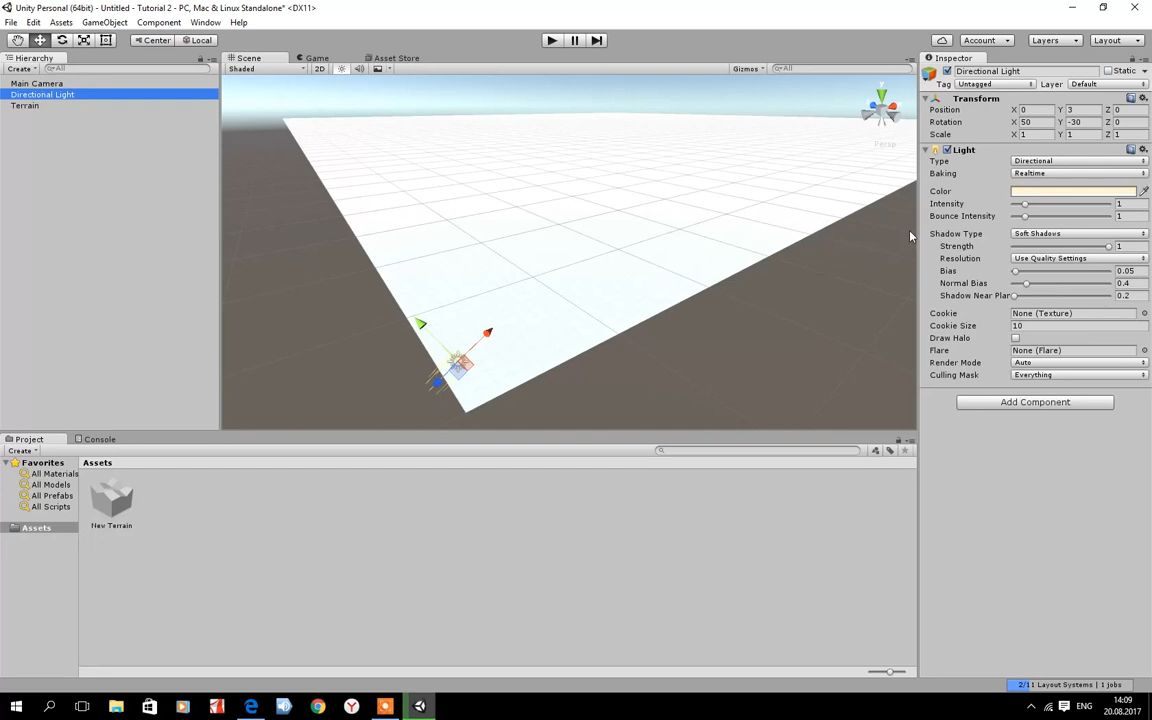 Unity Personal (64bit) - Untitled - Tutorial 2 - PC, Mac & Linux Standalone* <DX11>
File Edit Assets GameObject Component Window Help
Center Local Account Layers Layout
Hierarchy
Create All
Main Camera
Directional Light
Terrain
Scene Game Asset Store
Shaded 2D Gizmos All
y
Persp
Inspector
Directional Light Static
Tag Untagged Layer Default
Transform
Position X 0 Y 3 Z 0
Rotation X 50 Y -30 Z 0
Scale X 1 Y 1 Z 1
Light
Type Directional
Baking Realtime
Color
Intensity 1
Bounce Intensity 1
Shadow Type Soft Shadows
Strength 1
Resolution Use Quality Settings
Bias 0.05
Normal Bias 0.4
Shadow Near Plan 0.2
Cookie None (Texture)
Cookie Size 10
Draw Halo
Flare None (Flare)
Render Mode Auto
Culling Mask Everything
Add Component
Project Console
Create
Favorites
All Materials
All Models
All Prefabs
All Scripts
Assets
Assets
New Terrain
2/11 Layout Systems | 1 jobs
ENG
14:09
20.08.2017